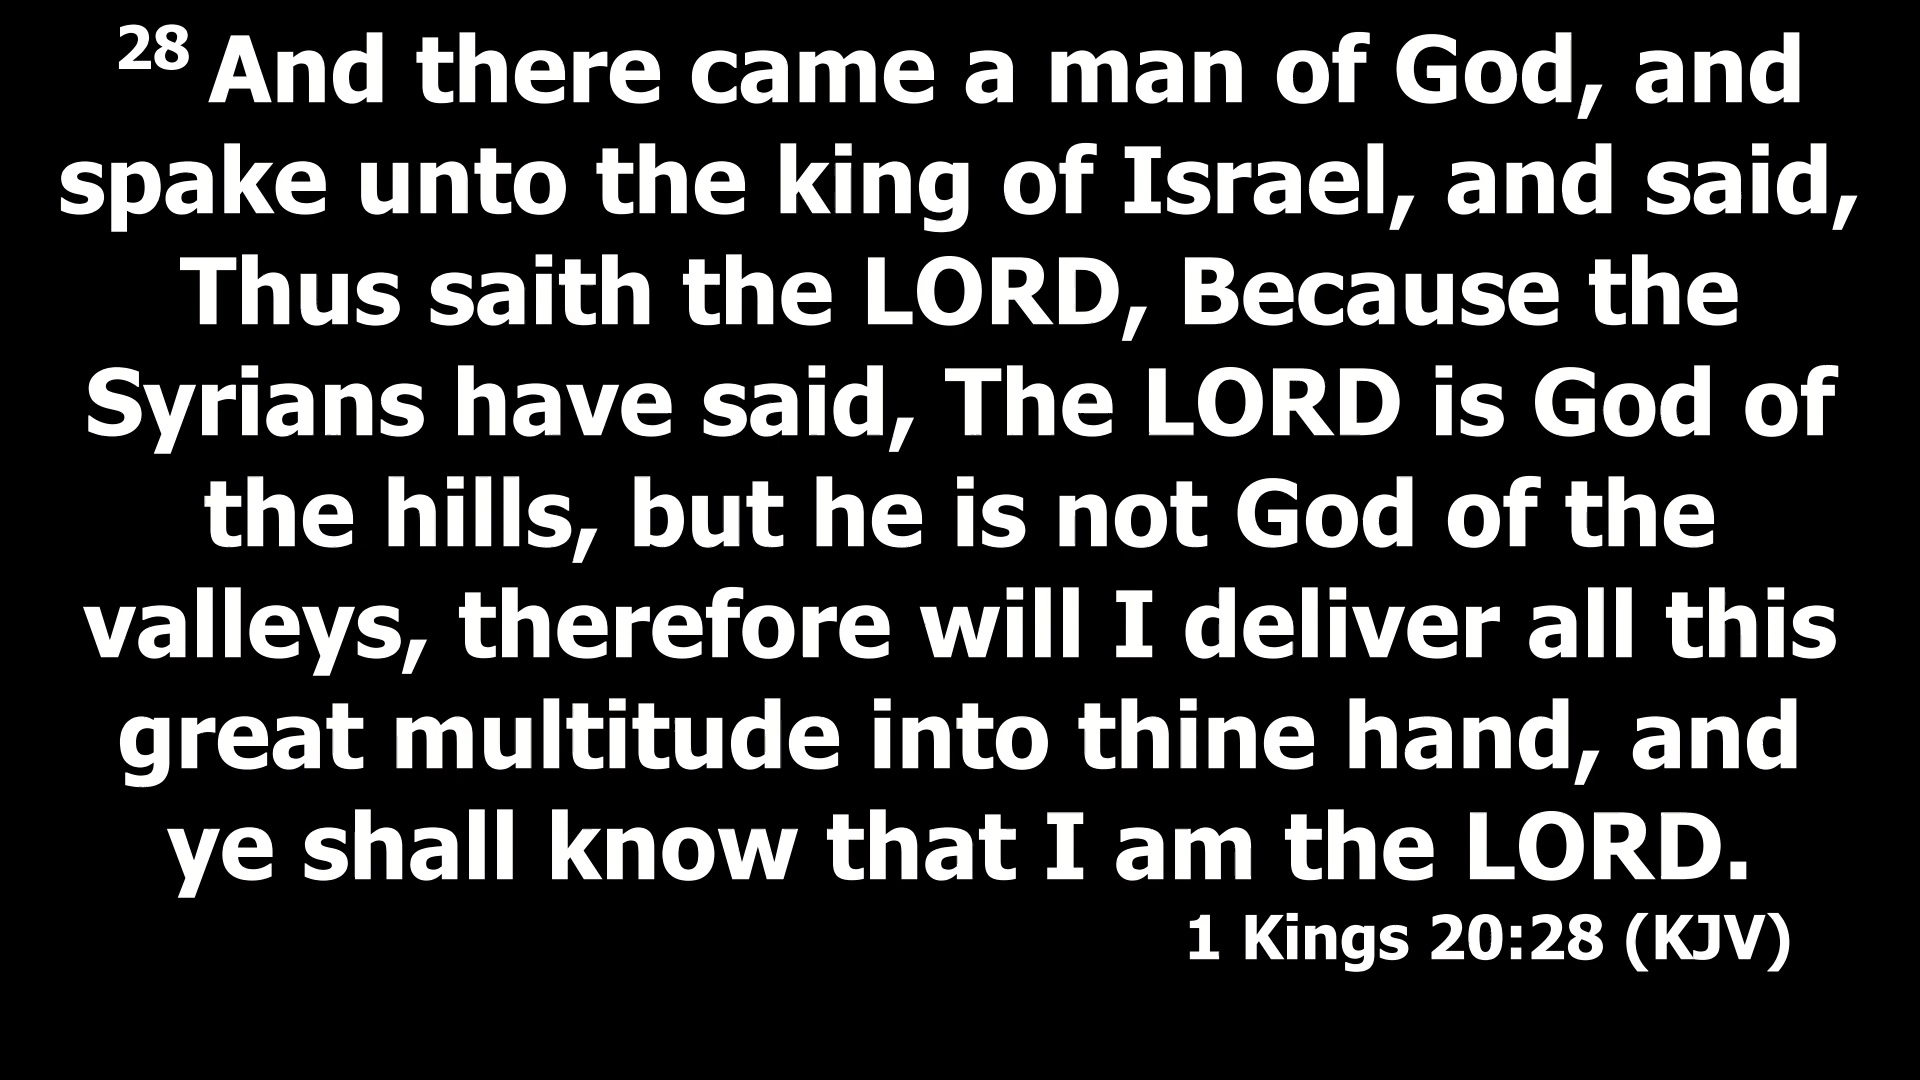 28 And there came a man of God, and
spake unto the king of Israel, and said,
Thus saith the LORD, Because the
Syrians have said, The LORD is God of
the hills, but he is not God of the
valleys, therefore will I deliver all this
great multitude into thine hand, and
ye shall know that I am the LORD.
1 Kings 20:28 (KJV)